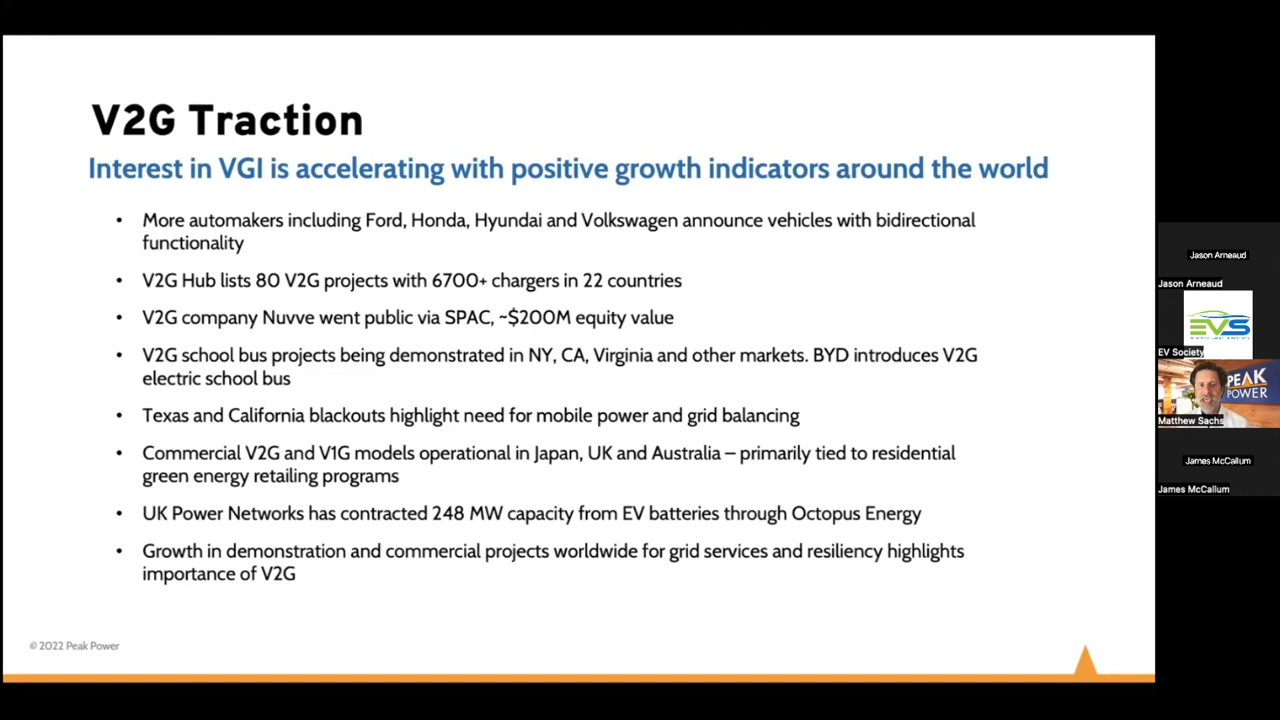 V2G Traction
Interest in VGI is accelerating with positive growth indicators around the world
• More automakers including Ford, Honda, Hyundai and Volkswagen announce vehicles with bidirectional
functionality
• V2G Hub lists 80 V2G projects with 6700+ chargers in 22 countries
• V2G company Nuvve went public via SPAC, ~$200M equity value
• V2G school bus projects being demonstrated in NY, CA, Virginia and other markets. BYD introduces V2G
electric school bus
• Texas and California blackouts highlight need for mobile power and grid balancing
• Commercial V2G and V1G models operational in Japan, UK and Australia – primarily tied to residential
green energy retailing programs
• UK Power Networks has contracted 248 MW capacity from EV batteries through Octopus Energy
• Growth in demonstration and commercial projects worldwide for grid services and resiliency highlights
importance of V2G
© 2022 Peak Power
Jason Arneaud
Jason Arneaud
EVS
EV Society
PEAK
POWER
Matthew Sachs
James McCallum
James McCallum